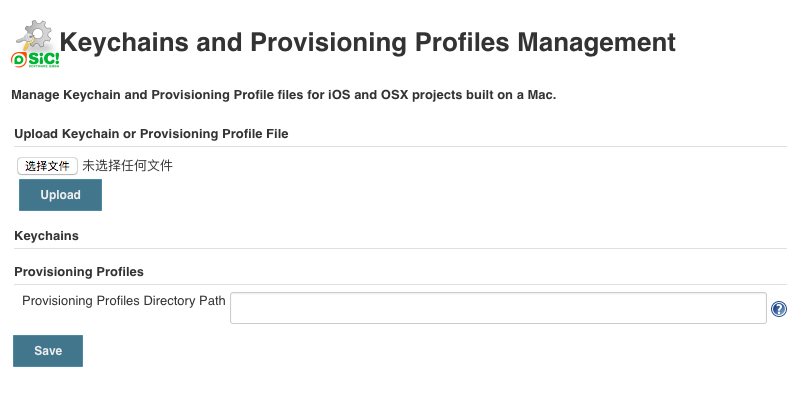 Keychains and Provisioning Profiles Management
SiC!
Manage Keychain and Provisioning Profile files for iOS and OSX projects built on a Mac.
Upload Keychain or Provisioning Profile File
选择文件 未选择任何文件
Upload
Keychains
Provisioning Profiles
Provisioning Profiles Directory Path
?
Save